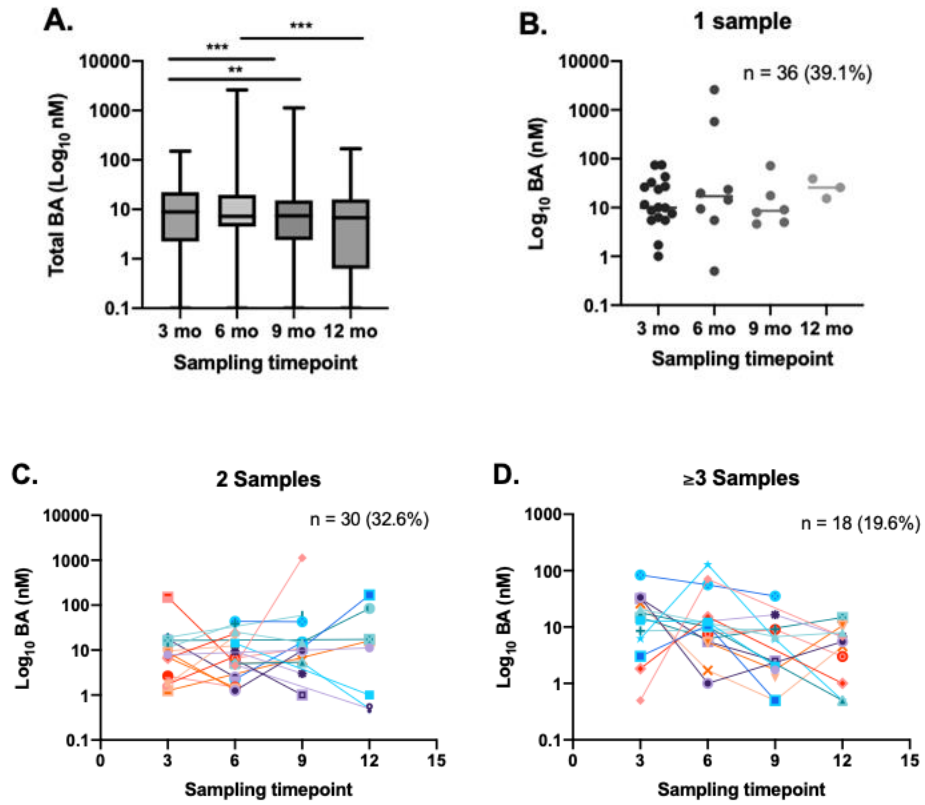 A.
***
***
**
Total BA (Log10 nM)
10000
1000
100
10
1
0.1
3 mo 6 mo 9 mo 12 mo
Sampling timepoint
B.
1 sample
n = 36 (39.1%)
Log10 BA (nM)
10000
1000
100
10
1
0.1
3 mo 6 mo 9 mo 12 mo
Sampling timepoint
C.
2 Samples
n = 30 (32.6%)
Log10 BA (nM)
10000
1000
100
10
1
0.1
0 3 6 9 12 15
Sampling timepoint
D.
≥3 Samples
n = 18 (19.6%)
Log10 BA (nM)
1000
100
10
1
0.1
0 3 6 9 12 15
Sampling timepoint